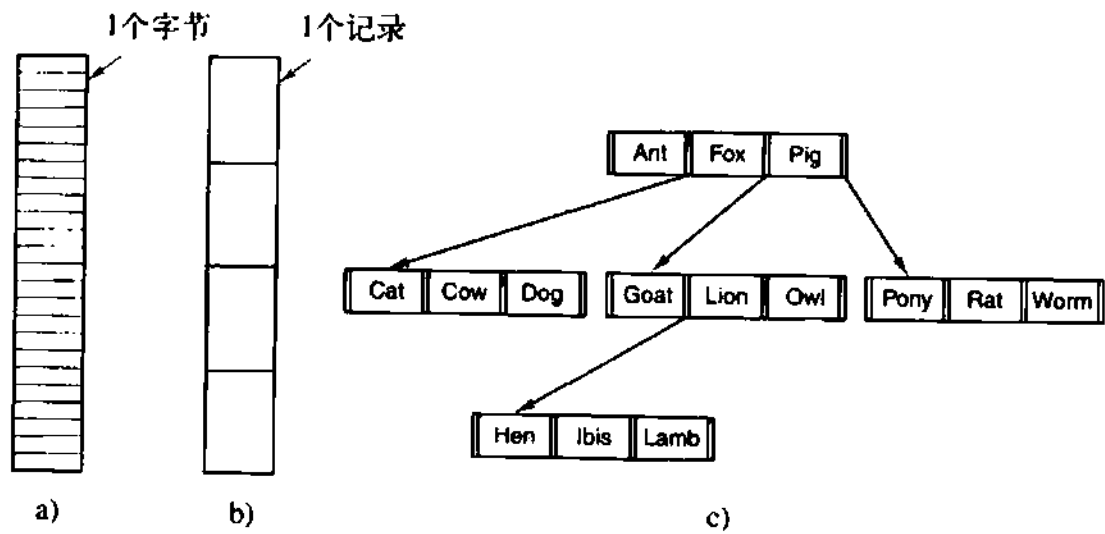 1个字节
1个记录
Ant Fox Pig
Cat Cow Dog
Goat Lion Owl
Pony Rat Worm
Hen Ibis Lamb
a)
b)
c)